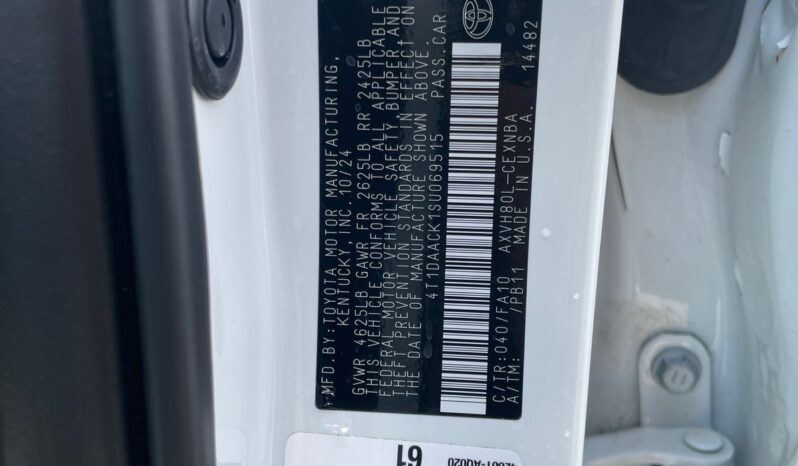 MFD.BY:TOYOTA MOTOR MANUFACTURING,
KENTUCKY, INC. 10/24
GVWR 4625LB GAWR FR 2625LB RR 2425LB
THIS VEHICLE CONFORMS TO ALL APPLICABLE
FEDERAL MOTOR VEHICLE SAFETY, BUMPER, AND
THEFT PREVENTION STANDARDS IN EFFECT ON
THE DATE OF MANUFACTURE SHOWN ABOVE.
4T1DAACK1SU069515 PASS.CAR
C/TR:040/FA10 AXVH80L-CEXNBA
A/TM: /PB11 MADE IN U.S.A. 14482
61